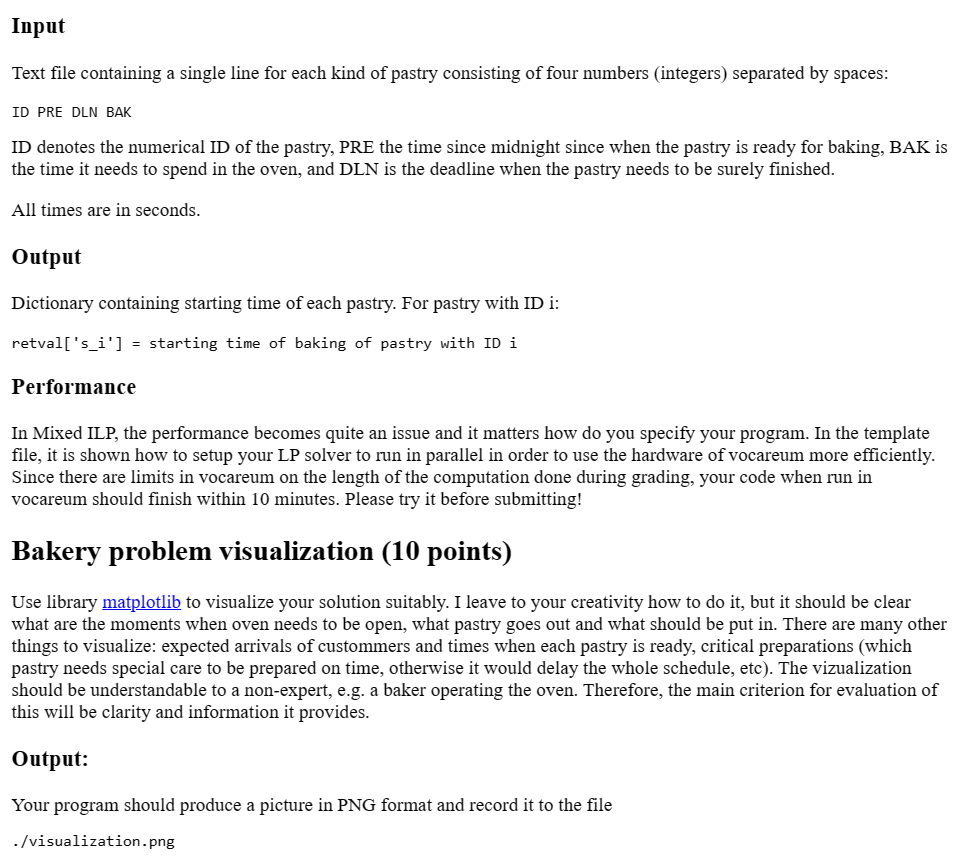 Input
Text file containing a single line for each kind of pastry consisting of four numbers (integers) separated by spaces:
ID PRE DLN BAK
ID denotes the numerical ID of the pastry, PRE the time since midnight since when the pastry is ready for baking, BAK is
the time it needs to spend in the oven, and DLN is the deadline when the pastry needs to be surely finished.
All times are in seconds.
Output
Dictionary containing starting time of each pastry. For pastry with ID i:
retval['s_i'] = starting time of baking of pastry with ID i
Performance
In Mixed ILP, the performance becomes quite an issue and it matters how do you specify your program. In the template
file, it is shown how to setup your LP solver to run in parallel in order to use the hardware of vocareum more efficiently.
Since there are limits in vocareum on the length of the computation done during grading, your code when run in
vocareum should finish within 10 minutes. Please try it before submitting!
Bakery problem visualization (10 points)
Use library matplotlib to visualize your solution suitably. I leave to your creativity how to do it, but it should be clear
what are the moments when oven needs to be open, what pastry goes out and what should be put in. There are many other
things to visualize: expected arrivals of custommers and times when each pastry is ready, critical preparations (which
pastry needs special care to be prepared on time, otherwise it would delay the whole schedule, etc). The vizualization
should be understandable to a non-expert, e.g. a baker operating the oven. Therefore, the main criterion for evaluation of
this will be clarity and information it provides.
Output:
Your program should produce a picture in PNG format and record it to the file
./visualization.png